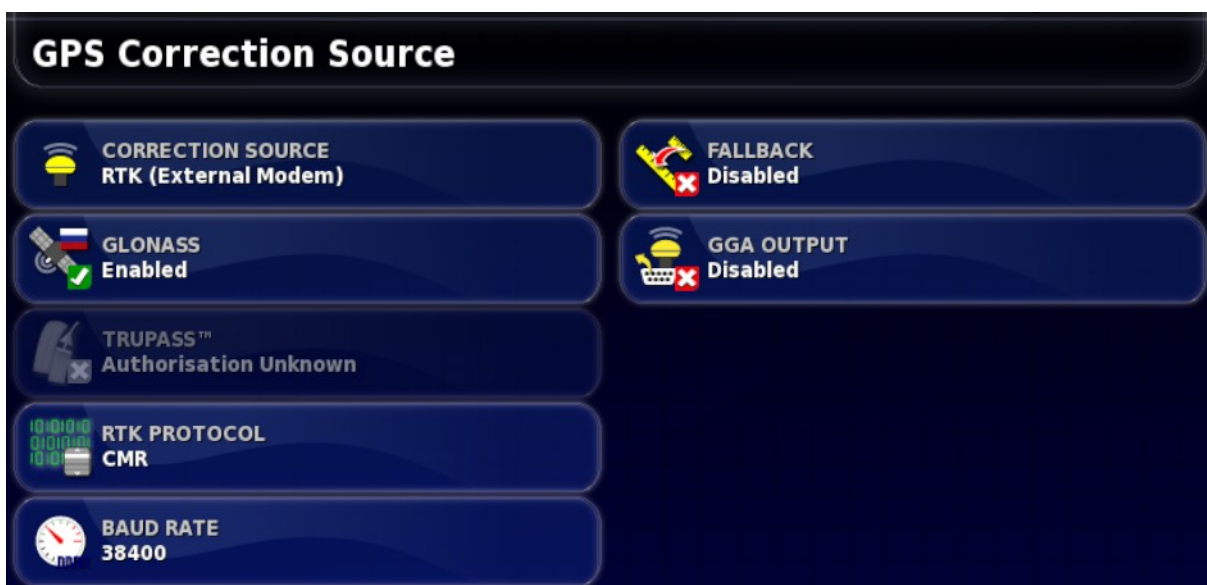 GPS Correction Source
CORRECTION SOURCE
RTK (External Modem)
GLONASS
Enabled
TRUPASS™
Authorisation Unknown
RTK PROTOCOL
CMR
BAUD RATE
38400
FALLBACK
Disabled
GGA OUTPUT
Disabled